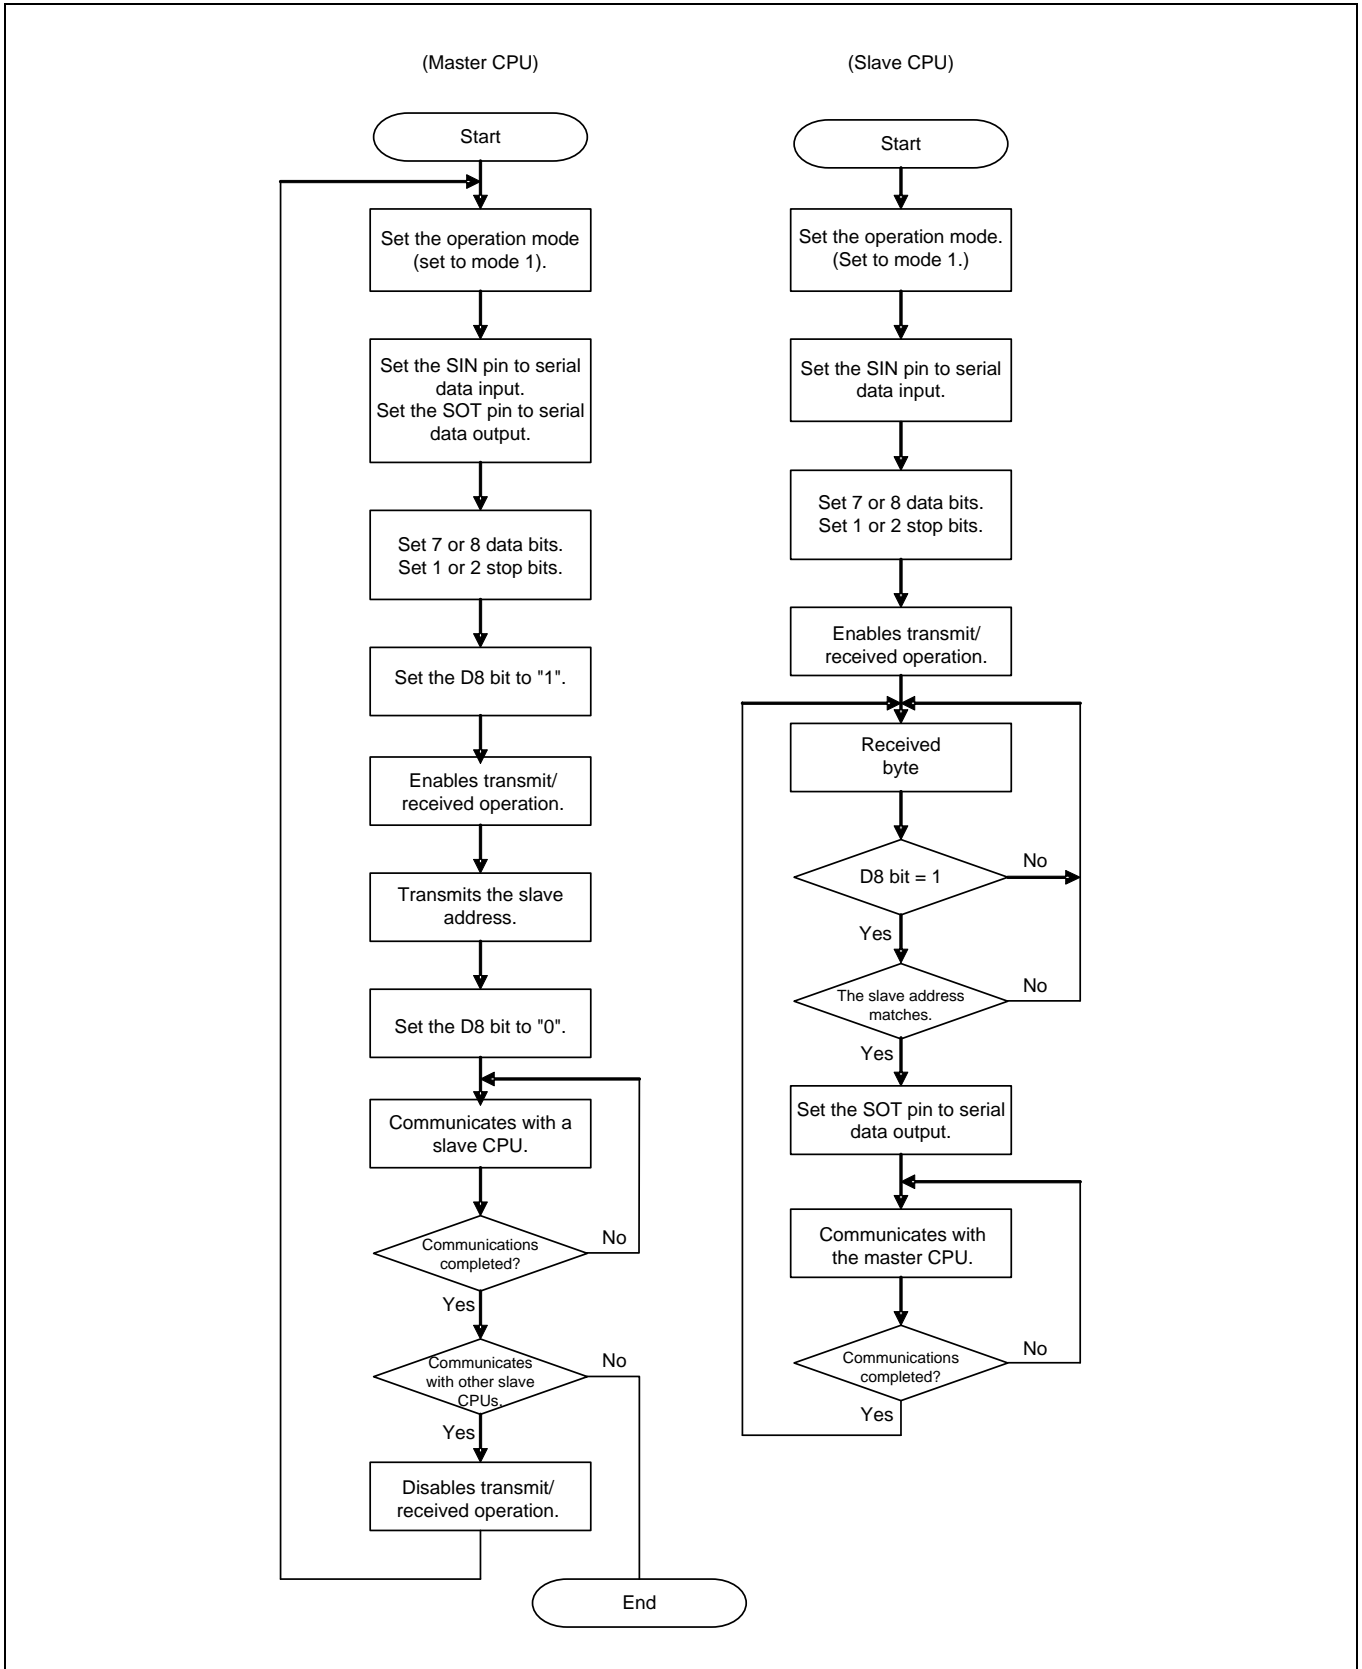 (Master CPU)
Start
Set the operation mode
(set to mode 1).
Set the SIN pin to serial
data input.
Set the SOT pin to serial
data output.
Set 7 or 8 data bits.
Set 1 or 2 stop bits.
Set the D8 bit to "1".
Enables transmit/
received operation.
Transmits the slave
address.
Set the D8 bit to "0".
Communicates with a
slave CPU.
Communications
completed?
No
Yes
Communicates
with other slave
CPUs.
No
Yes
Disables transmit/
received operation.
End
(Slave CPU)
Start
Set the operation mode.
(Set to mode 1.)
Set the SIN pin to serial
data input.
Set 7 or 8 data bits.
Set 1 or 2 stop bits.
Enables transmit/
received operation.
Received
byte
D8 bit = 1
No
Yes
The slave address
matches.
No
Yes
Set the SOT pin to serial
data output.
Communicates with
the master CPU.
Communications
completed?
No
Yes